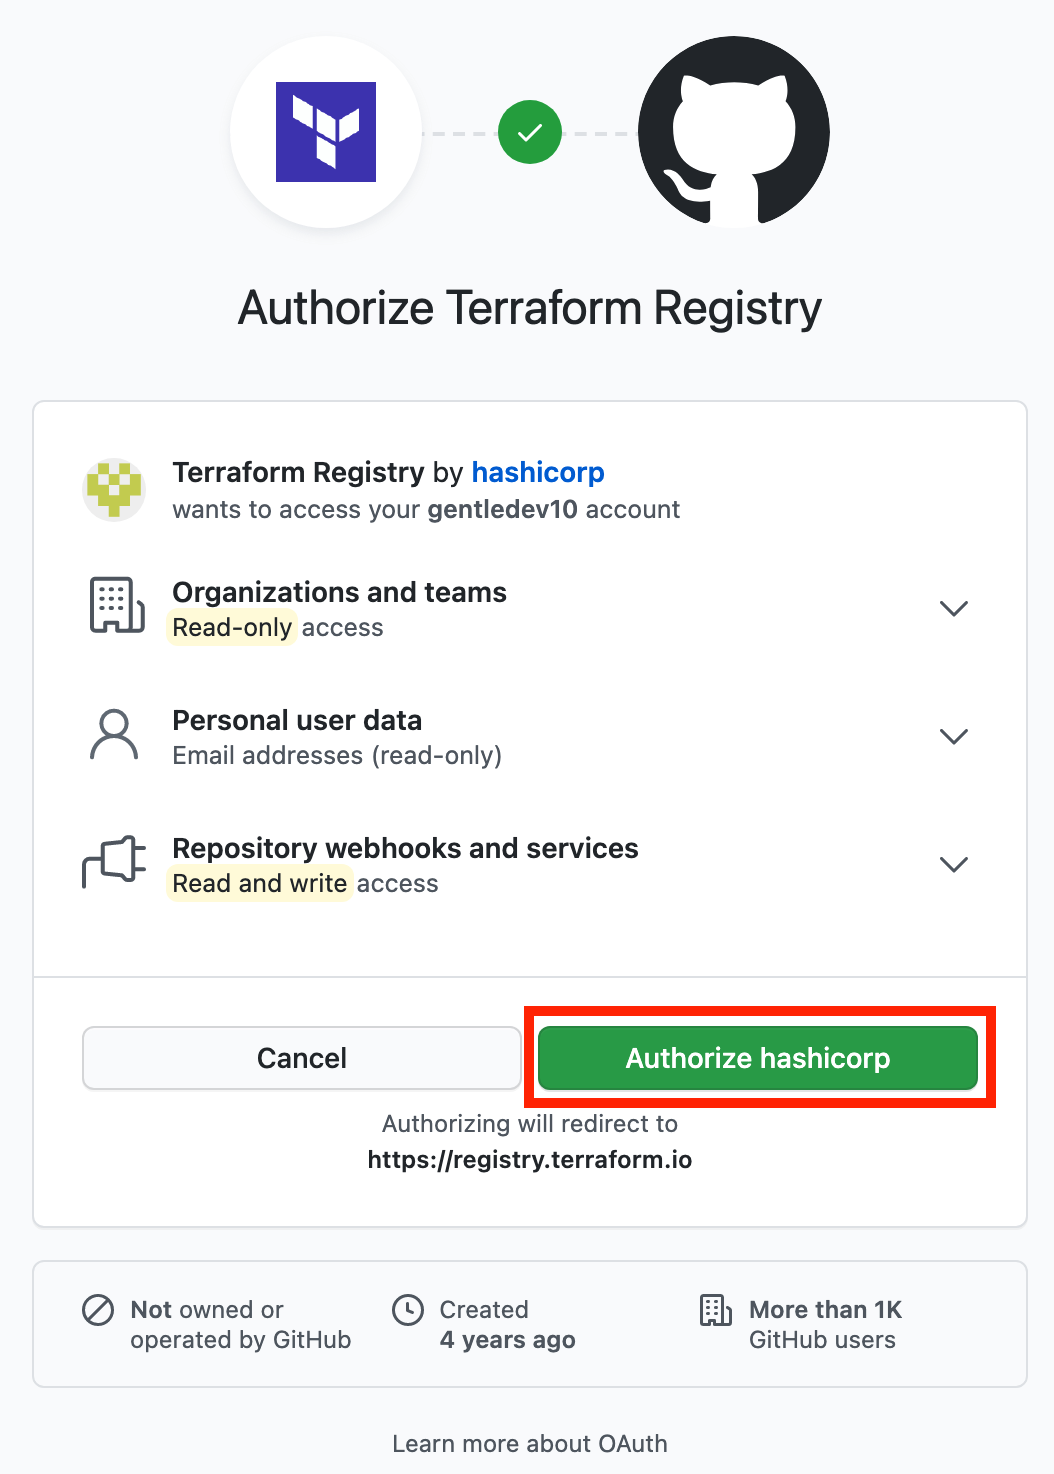 Authorize Terraform Registry
Terraform Registry by hashicorp
wants to access your gentledev10 account
Organizations and teams
Read-only access
Personal user data
Email addresses (read-only)
Repository webhooks and services
Read and write access
Cancel
Authorize hashicorp
Authorizing will redirect to
https://registry.terraform.io
Not owned or
operated by GitHub
Created
4 years ago
More than 1K
GitHub users
Learn more about OAuth